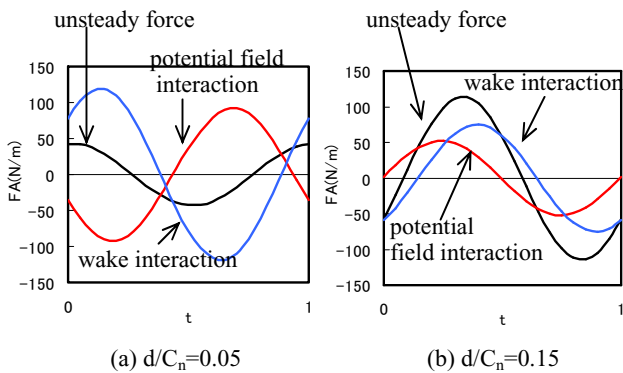 unsteady force
potential field
interaction
150
100
50
0
-50
-100
-150
FA(N/m)
wake interaction
0
1
t
(a) d/Cn=0.05
unsteady force
wake interaction
150
100
50
0
-50
-100
-150
FA(N/m)
potential
field interaction
0
1
t
(b) d/Cn=0.15